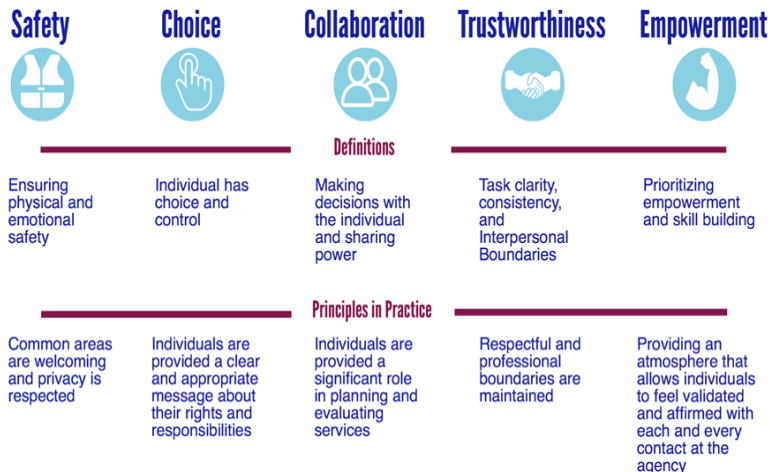 Safety
Choice
Collaboration
Trustworthiness
Empowerment
Definitions
Ensuring
physical and
emotional
safety
Individual has
choice and
control
Making
decisions with
the individual
and sharing
power
Task clarity,
consistency,
and
Interpersonal
Boundaries
Prioritizing
empowerment
and skill building
Principles in Practice
Common areas
are welcoming
and privacy is
respected
Individuals are
provided a clear
and appropriate
message about
their rights and
responsibilities
Individuals are
provided a
significant role
in planning and
evaluating
services
Respectful and
professional
boundaries are
maintained
Providing an
atmosphere that
allows individuals
to feel validated
and affirmed with
each and every
contact at the
agency